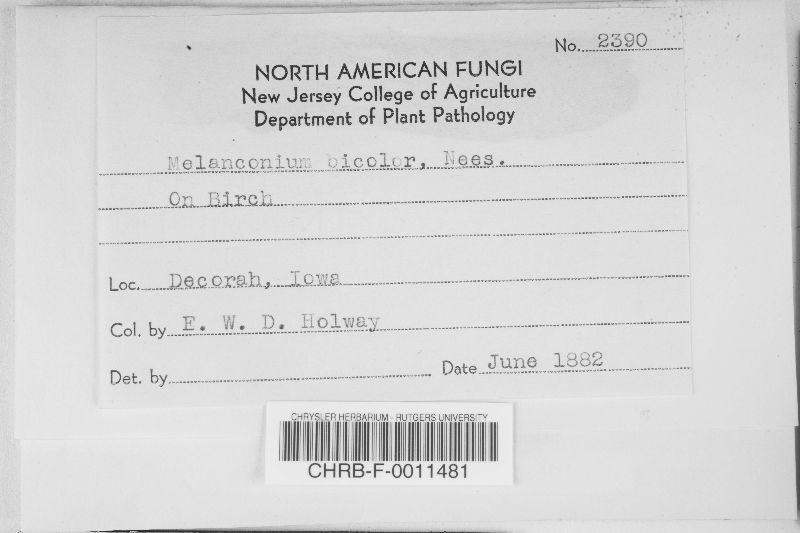 No. 2390
NORTH AMERICAN FUNGI
New Jersey College of Agriculture
Department of Plant Pathology
Melanconium bicolor, Nees.
On Birch
Loc. Decorah, Iowa
Col. by E. W. D. Holway
Det. by
Date June 1882
CHRYSLER HERBARIUM - RUTGERS UNIVERSITY
CHRB-F-0011481